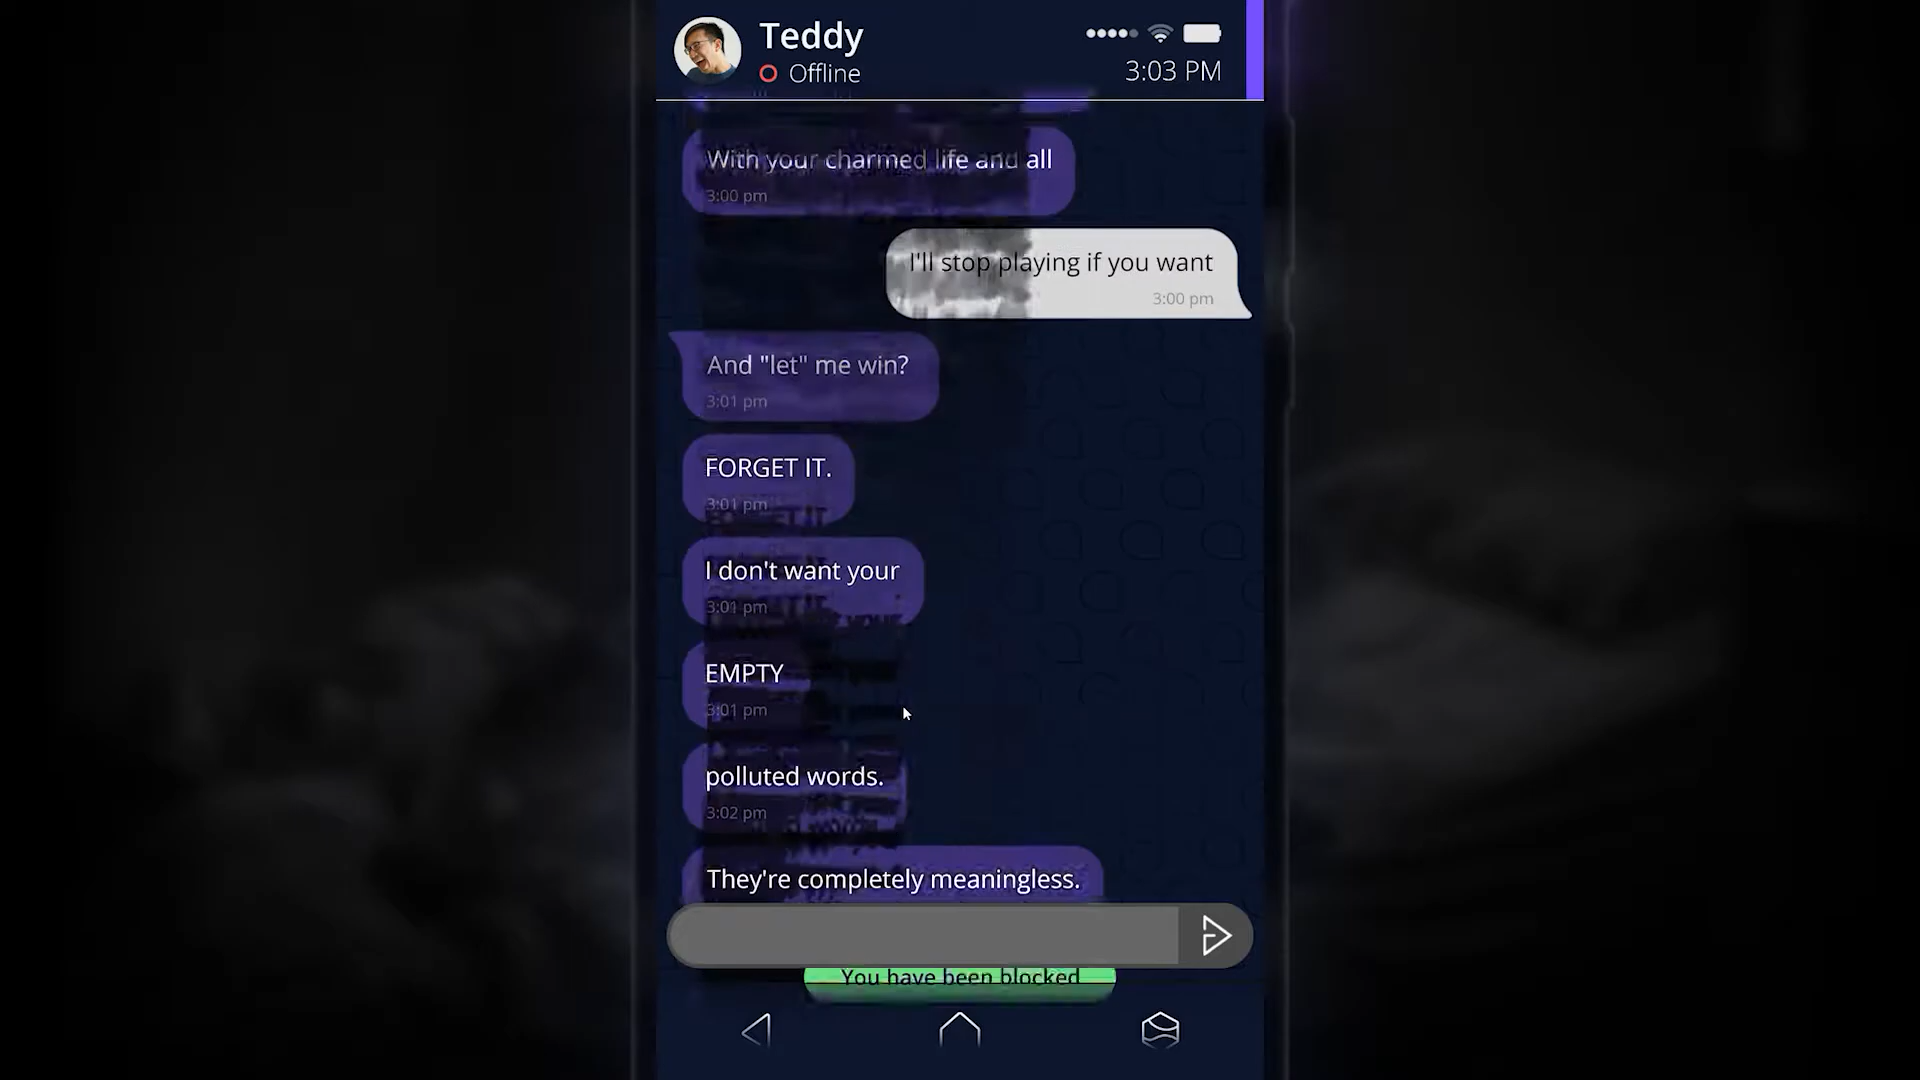 Teddy
Offline
3:03 PM
With your charmed life and all
3:00 pm
I'll stop playing if you want
3:00 pm
And "let" me win?
3:01 pm
FORGET IT.
3:01 pm
I don't want your
3:01 pm
EMPTY
3:01 pm
polluted words.
3:02 pm
They're completely meaningless.
You have been blocked